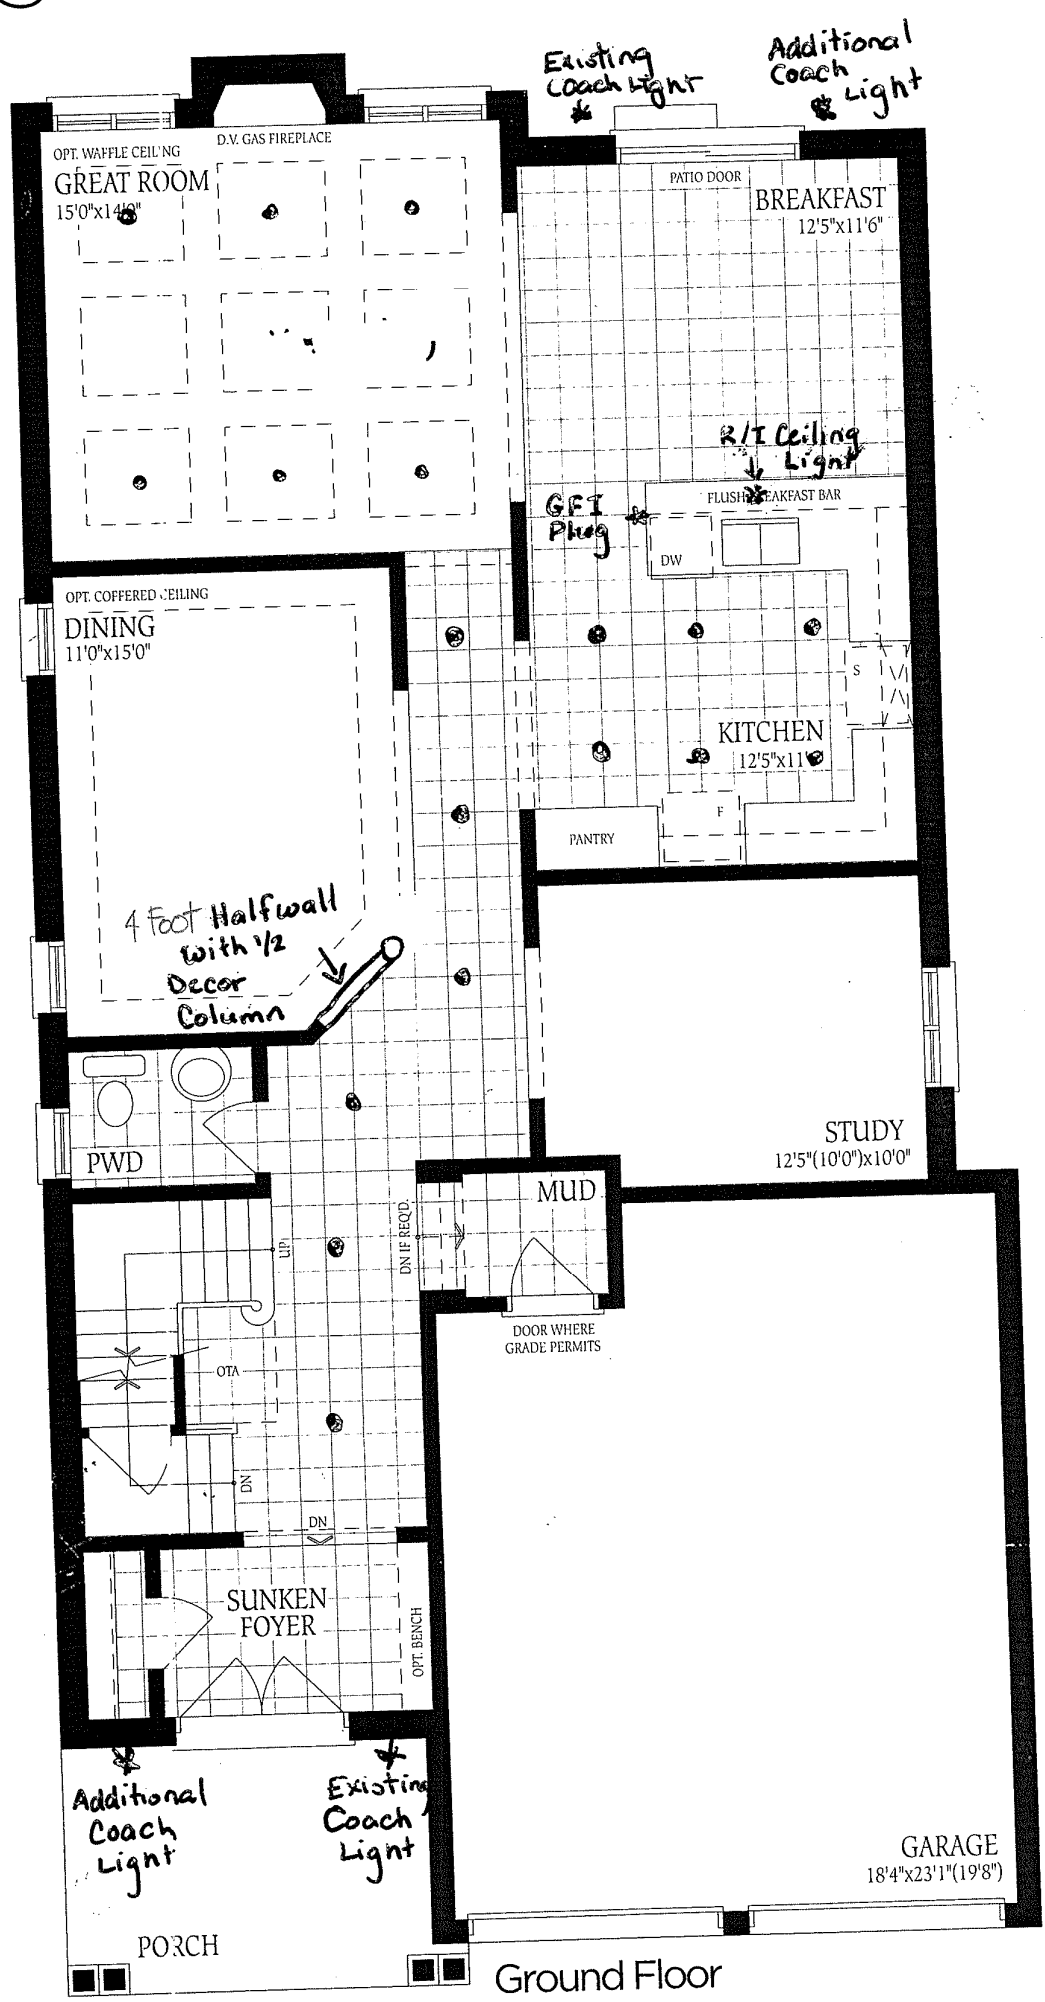 Existing
Coach Light
Additional
Coach
Light
D.V. GAS FIREPLACE
OPT. WAFFLE CEILING
GREAT ROOM
15'0"x14'0"
PATIO DOOR
BREAKFAST
12'5"x11'6"
R/I Ceiling
Light
FLUSH BREAKFAST BAR
GFI
Plug
DW
OPT. COFFERED CEILING
DINING
11'0"x15'0"
S
KITCHEN
12'5"x11'
F
PANTRY
4 Foot Halfwall
with 1/2
Decor
Column
STUDY
12'5"(10'0")x10'0"
PWD
MUD
UP
DN IF REQ'D.
DOOR WHERE
GRADE PERMITS
OTA
DN
DN
SUNKEN
FOYER
OPT. BENCH
Additional
Coach
Light
Existing
Coach
Light
GARAGE
18'4"x23'1"(19'8")
PORCH
Ground Floor